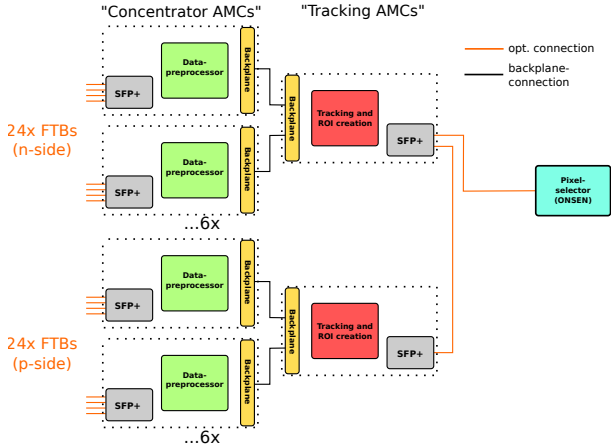 "Concentrator AMCs"
"Tracking AMCs"
opt. connection
backplane-
connection
Data-
preprocessor
Backplane
SFP+
24x FTBs
(n-side)
Data-
preprocessor
Backplane
SFP+
...6x
Backplane
Tracking and
ROI creation
SFP+
Pixel-
selector
(ONSEN)
Data-
preprocessor
Backplane
SFP+
24x FTBs
(p-side)
Data-
preprocessor
Backplane
SFP+
...6x
Backplane
Tracking and
ROI creation
SFP+